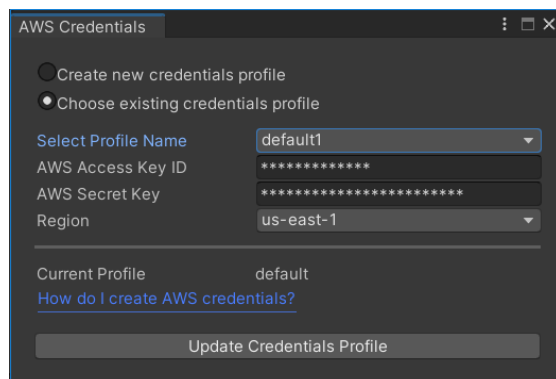 AWS Credentials
Create new credentials profile
Choose existing credentials profile
Select Profile Name default1
AWS Access Key ID *************
AWS Secret Key ************************
Region us-east-1
Current Profile default
How do I create AWS credentials?
Update Credentials Profile